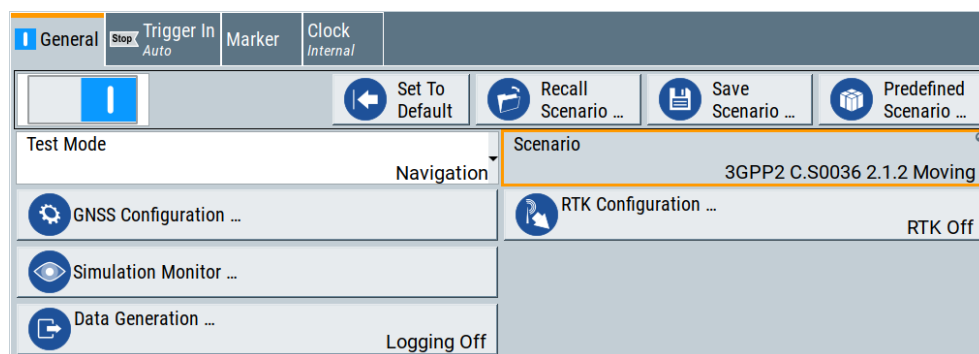 General
Stop
Trigger In
Auto
Marker
Clock
Internal
Set To
Default
Recall
Scenario ...
Save
Scenario ...
Predefined
Scenario ...
Test Mode
Navigation
Scenario
3GPP2 C.S0036 2.1.2 Moving
GNSS Configuration ...
RTK Configuration ...
RTK Off
Simulation Monitor ...
Data Generation ...
Logging Off